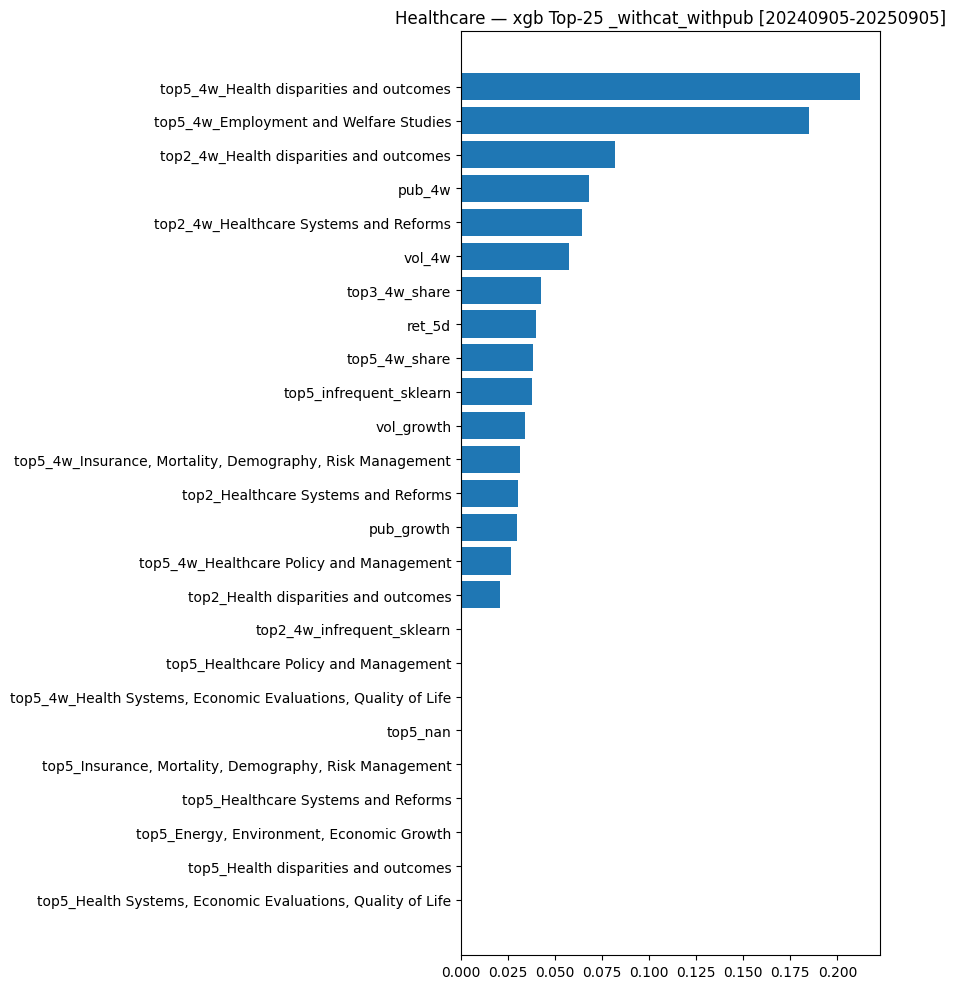 Healthcare — xgb Top-25 _withcat_withpub [20240905-20250905]
top5_4w_Health disparities and outcomes
top5_4w_Employment and Welfare Studies
top2_4w_Health disparities and outcomes
pub_4w
top2_4w_Healthcare Systems and Reforms
vol_4w
top3_4w_share
ret_5d
top5_4w_share
top5_infrequent_sklearn
vol_growth
top5_4w_Insurance, Mortality, Demography, Risk Management
top2_Healthcare Systems and Reforms
pub_growth
top5_4w_Healthcare Policy and Management
top2_Health disparities and outcomes
top2_4w_infrequent_sklearn
top5_Healthcare Policy and Management
top5_4w_Health Systems, Economic Evaluations, Quality of Life
top5_nan
top5_Insurance, Mortality, Demography, Risk Management
top5_Healthcare Systems and Reforms
top5_Energy, Environment, Economic Growth
top5_Health disparities and outcomes
top5_Health Systems, Economic Evaluations, Quality of Life
0.000 0.025 0.050 0.075 0.100 0.125 0.150 0.175 0.200